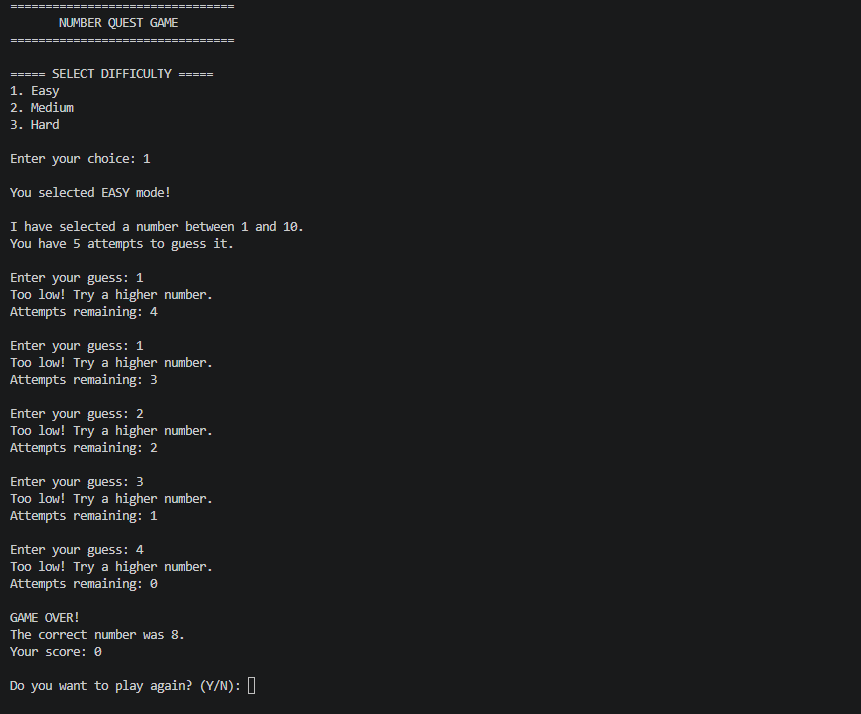 ================================
NUMBER QUEST GAME
================================
===== SELECT DIFFICULTY =====
1. Easy
2. Medium
3. Hard
Enter your choice: 1
You selected EASY mode!
I have selected a number between 1 and 10.
You have 5 attempts to guess it.
Enter your guess: 1
Too low! Try a higher number.
Attempts remaining: 4
Enter your guess: 1
Too low! Try a higher number.
Attempts remaining: 3
Enter your guess: 2
Too low! Try a higher number.
Attempts remaining: 2
Enter your guess: 3
Too low! Try a higher number.
Attempts remaining: 1
Enter your guess: 4
Too low! Try a higher number.
Attempts remaining: 0
GAME OVER!
The correct number was 8.
Your score: 0
Do you want to play again? (Y/N):